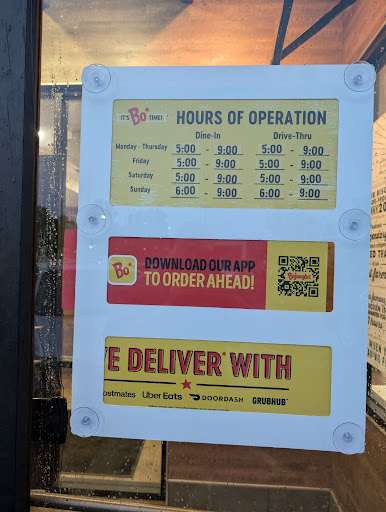 IT'S Bo TIME! HOURS OF OPERATION
Dine-In Drive-Thru
Monday - Thursday 5:00 - 9:00 5:00 - 9:00
Friday 5:00 - 9:00 5:00 - 9:00
Saturday 5:00 - 9:00 5:00 - 9:00
Sunday 6:00 - 9:00 6:00 - 9:00
Bo DOWNLOAD OUR APP
TO ORDER AHEAD!
Bojangles
E DELIVER* WITH
ostmates Uber Eats DOORDASH GRUBHUB